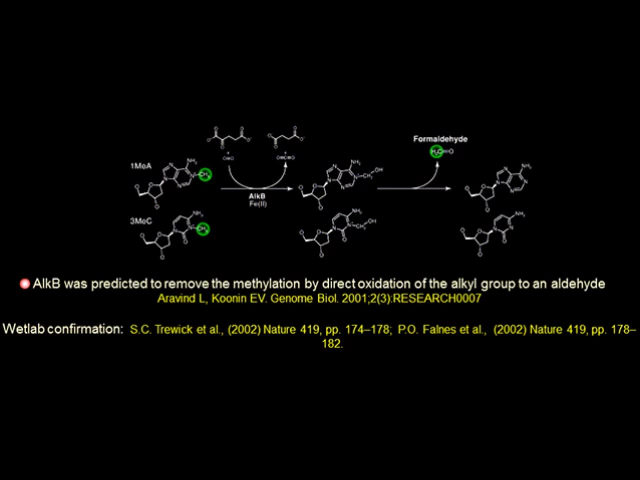 Formaldehyde
1MeA
AlkB
Fe(II)
3MeC
AlkB was predicted to remove the methylation by direct oxidation of the alkyl group to an aldehyde
Aravind L, Koonin EV. Genome Biol. 2001;2(3):RESEARCH0007
Wetlab confirmation: S.C. Trewick et al., (2002) Nature 419, pp. 174–178; P.O. Falnes et al., (2002) Nature 419, pp. 178–
182.